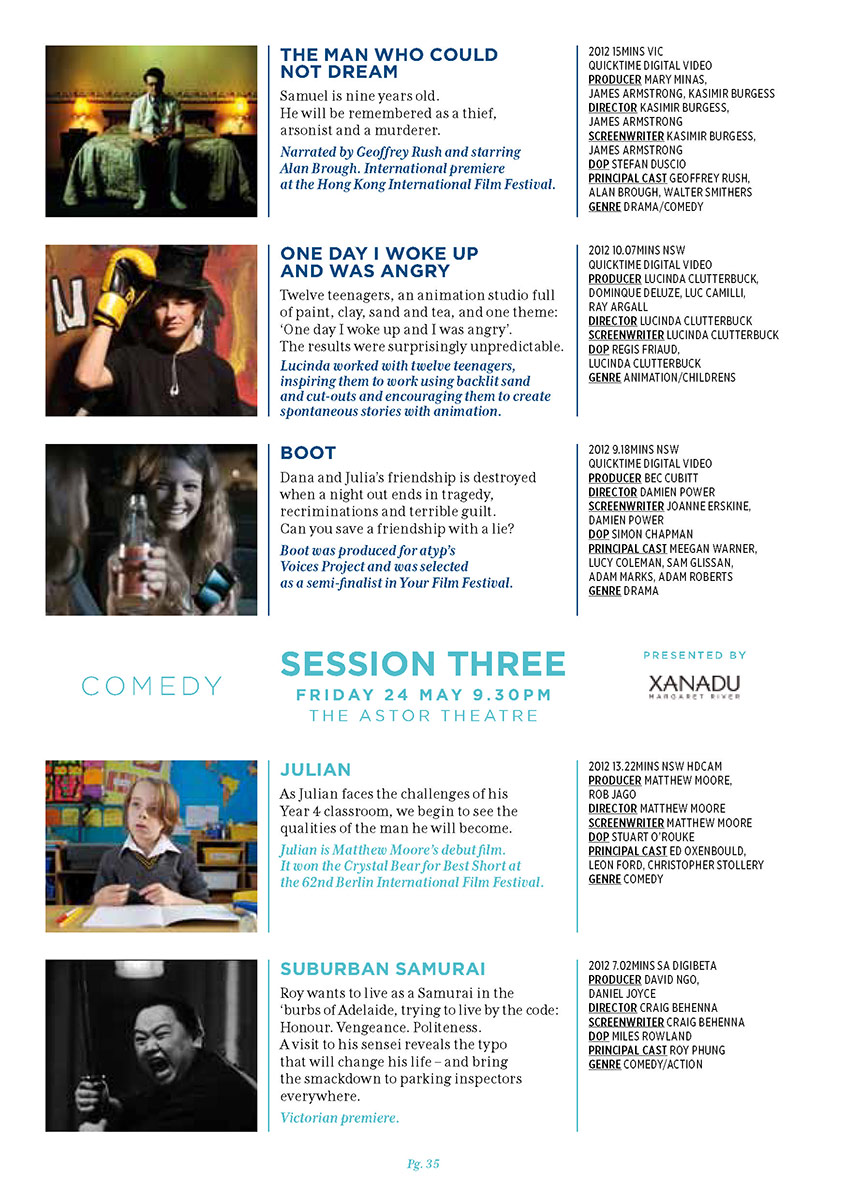 THE MAN WHO COULD
NOT DREAM
Samuel is nine years old.
He will be remembered as a thief,
arsonist and a murderer.
Narrated by Geoffrey Rush and starring
Alan Brough. International premiere
at the Hong Kong International Film Festival.
2012 15MINS VIC
QUICKTIME DIGITAL VIDEO
PRODUCER MARY MINAS,
JAMES ARMSTRONG, KASIMIR BURGESS
DIRECTOR KASIMIR BURGESS,
JAMES ARMSTRONG
SCREENWRITER KASIMIR BURGESS,
JAMES ARMSTRONG
DOP STEFAN DUSCIO
PRINCIPAL CAST GEOFFREY RUSH,
ALAN BROUGH, WALTER SMITHERS
GENRE DRAMA/COMEDY
ONE DAY I WOKE UP
AND WAS ANGRY
Twelve teenagers, an animation studio full
of paint, clay, sand and tea, and one theme:
‘One day I woke up and I was angry’.
The results were surprisingly unpredictable.
Lucinda worked with twelve teenagers,
inspiring them to work using backlit sand
and cut-outs and encouraging them to create
spontaneous stories with animation.
2012 10.07MINS NSW
QUICKTIME DIGITAL VIDEO
PRODUCER LUCINDA CLUTTERBUCK,
DOMINQUE DELUZE, LUC CAMILLI,
RAY ARGALL
DIRECTOR LUCINDA CLUTTERBUCK
SCREENWRITER LUCINDA CLUTTERBUCK
DOP REGIS FRIAUD,
LUCINDA CLUTTERBUCK
GENRE ANIMATION/CHILDRENS
BOOT
Dana and Julia’s friendship is destroyed
when a night out ends in tragedy,
recriminations and terrible guilt.
Can you save a friendship with a lie?
Boot was produced for atyp’s
Voices Project and was selected
as a semi-finalist in Your Film Festival.
2012 9.18MINS NSW
QUICKTIME DIGITAL VIDEO
PRODUCER BEC CUBITT
DIRECTOR DAMIEN POWER
SCREENWRITER JOANNE ERSKINE,
DAMIEN POWER
DOP SIMON CHAPMAN
PRINCIPAL CAST MEEGAN WARNER,
LUCY COLEMAN, SAM GLISSAN,
ADAM MARKS, ADAM ROBERTS
GENRE DRAMA
COMEDY
SESSION THREE
FRIDAY 24 MAY 9.30PM
THE ASTOR THEATRE
PRESENTED BY
XANADU
MARGARET RIVER
JULIAN
As Julian faces the challenges of his
Year 4 classroom, we begin to see the
qualities of the man he will become.
Julian is Matthew Moore’s debut film.
It won the Crystal Bear for Best Short at
the 62nd Berlin International Film Festival.
2012 13.22MINS NSW HDCAM
PRODUCER MATTHEW MOORE,
ROB JAGO
DIRECTOR MATTHEW MOORE
SCREENWRITER MATTHEW MOORE
DOP STUART O’ROUKE
PRINCIPAL CAST ED OXENBOULD,
LEON FORD, CHRISTOPHER STOLLERY
GENRE COMEDY
SUBURBAN SAMURAI
Roy wants to live as a Samurai in the
‘burbs of Adelaide, trying to live by the code:
Honour. Vengeance. Politeness.
A visit to his sensei reveals the typo
that will change his life – and bring
the smackdown to parking inspectors
everywhere.
Victorian premiere.
2012 7.02MINS SA DIGIBETA
PRODUCER DAVID NGO,
DANIEL JOYCE
DIRECTOR CRAIG BEHENNA
SCREENWRITER CRAIG BEHENNA
DOP MILES ROWLAND
PRINCIPAL CAST ROY PHUNG
GENRE COMEDY/ACTION
Pg. 35